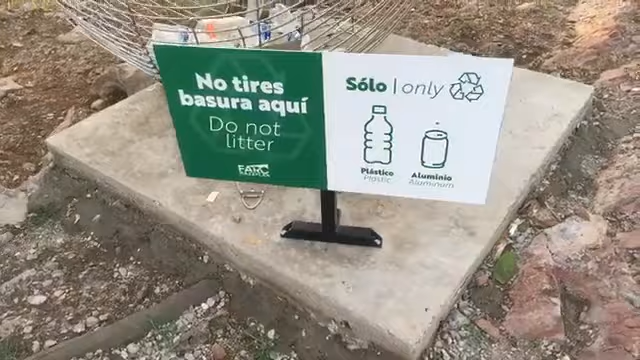 No tires
basura aquí
Do not
litter
Sólo | only
Plástico
Plastic
Aluminio
Aluminum